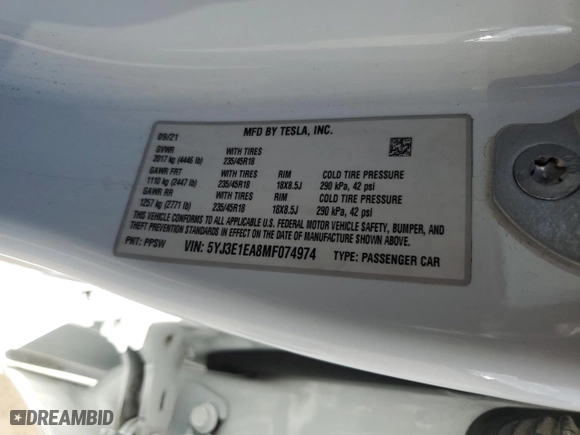 09/21 MFD BY TESLA, INC.
GVWR WITH TIRES
2017 kg (4446 lb) 235/45R18
GAWR FRT WITH TIRES RIM COLD TIRE PRESSURE
1110 kg (2447 lb) 235/45R18 18X8.5J 290 kPa, 42 psi
GAWR RR WITH TIRES RIM COLD TIRE PRESSURE
1257 kg (2771 lb) 235/45R18 18X8.5J 290 kPa, 42 psi
THIS VEHICLE CONFORMS TO ALL APPLICABLE FEDERAL MOTOR VEHICLE SAFETY, BUMPER, AND
THEFT PREVENTION STANDARDS IN EFFECT ON THE DATE OF MANUFACTURE SHOWN ABOVE.
PNT: PPSW VIN: 5YJ3E1EA8MF074974 TYPE: PASSENGER CAR
DREAMBID